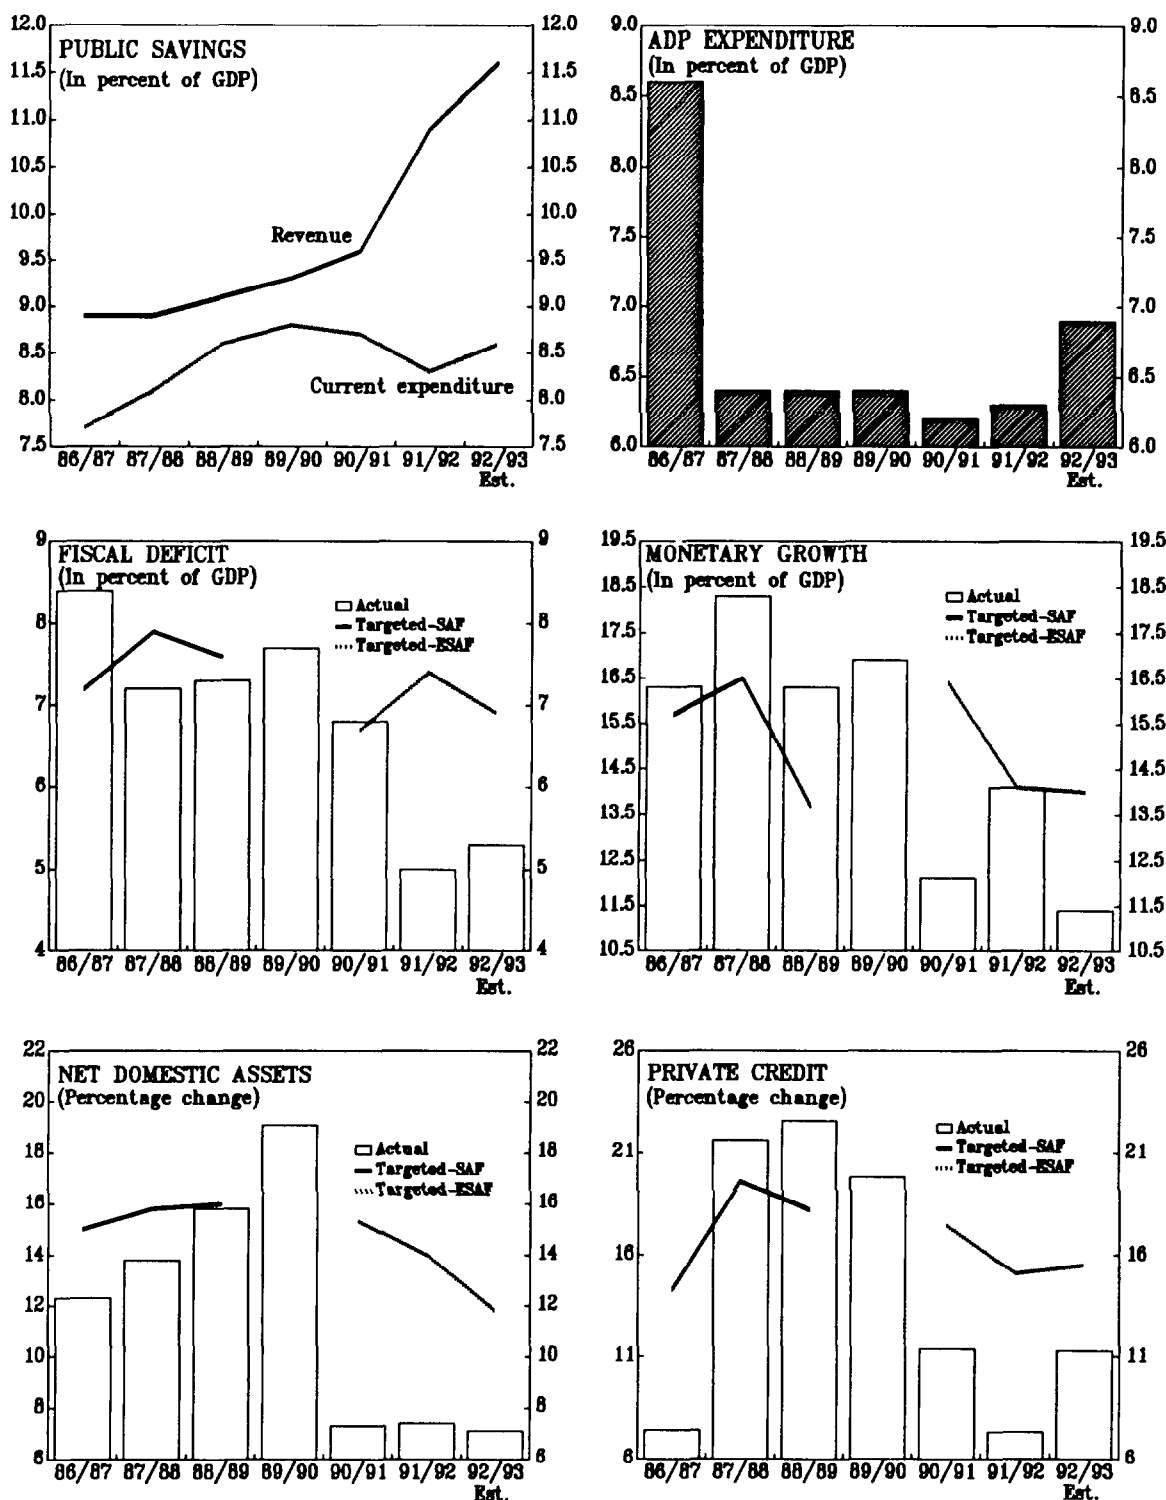 PUBLIC SAVINGS
(In percent of GDP)
12.0 12.0
11.5 11.5
11.0 11.0
10.5 10.5
10.0 10.0
9.5 9.5
9.0 9.0
8.5 8.5
8.0 8.0
7.5 7.5
Revenue
Current expenditure
86/87 87/88 88/89 89/90 90/91 91/92 92/93
Est.
ADP EXPENDITURE
(In percent of GDP)
9.0 9.0
8.5 8.5
8.0 8.0
7.5 7.5
7.0 7.0
6.5 6.5
6.0 6.0
86/87 87/88 88/89 89/90 90/91 91/92 92/93
Est.
FISCAL DEFICIT
(In percent of GDP)
9 9
8 8
7 7
6 6
5 5
4 4
Actual
Targeted-SAF
Targeted-ESAF
86/87 87/88 88/89 89/90 90/91 91/92 92/93
Est.
MONETARY GROWTH
(In percent of GDP)
19.5 19.5
18.5 18.5
17.5 17.5
16.5 16.5
15.5 15.5
14.5 14.5
13.5 13.5
12.5 12.5
11.5 11.5
10.5 10.5
Actual
Targeted-SAF
Targeted-ESAF
86/87 87/88 88/89 89/90 90/91 91/92 92/93
Est.
NET DOMESTIC ASSETS
(Percentage change)
22 22
20 20
18 18
16 16
14 14
12 12
10 10
8 8
6 6
Actual
Targeted-SAF
Targeted-ESAF
86/87 87/88 88/89 89/90 90/91 91/92 92/93
Est.
PRIVATE CREDIT
(Percentage change)
26 26
21 21
16 16
11 11
6 6
Actual
Targeted-SAF
Targeted-ESAF
86/87 87/88 88/89 89/90 90/91 91/92 92/93
Est.